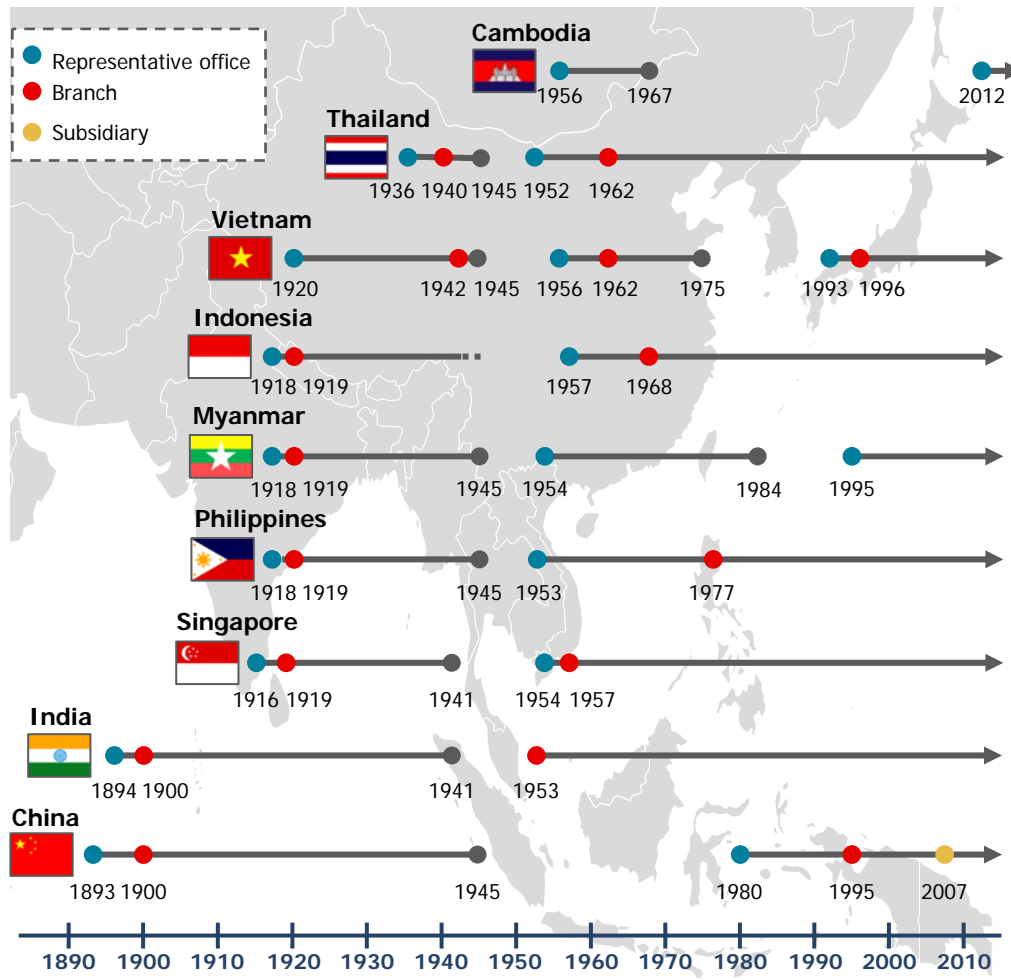 Representative office
Branch
Subsidiary
Cambodia
1956 1967 2012
Thailand
1936 1940 1945 1952 1962
Vietnam
1920 1942 1945 1956 1962 1975 1993 1996
Indonesia
1918 1919 1957 1968
Myanmar
1918 1919 1945 1954 1984 1995
Philippines
1918 1919 1945 1953 1977
Singapore
1916 1919 1941 1954 1957
India
1894 1900 1941 1953
China
1893 1900 1945 1980 1995 2007
1890 1900 1910 1920 1930 1940 1950 1960 1970 1980 1990 2000 2010